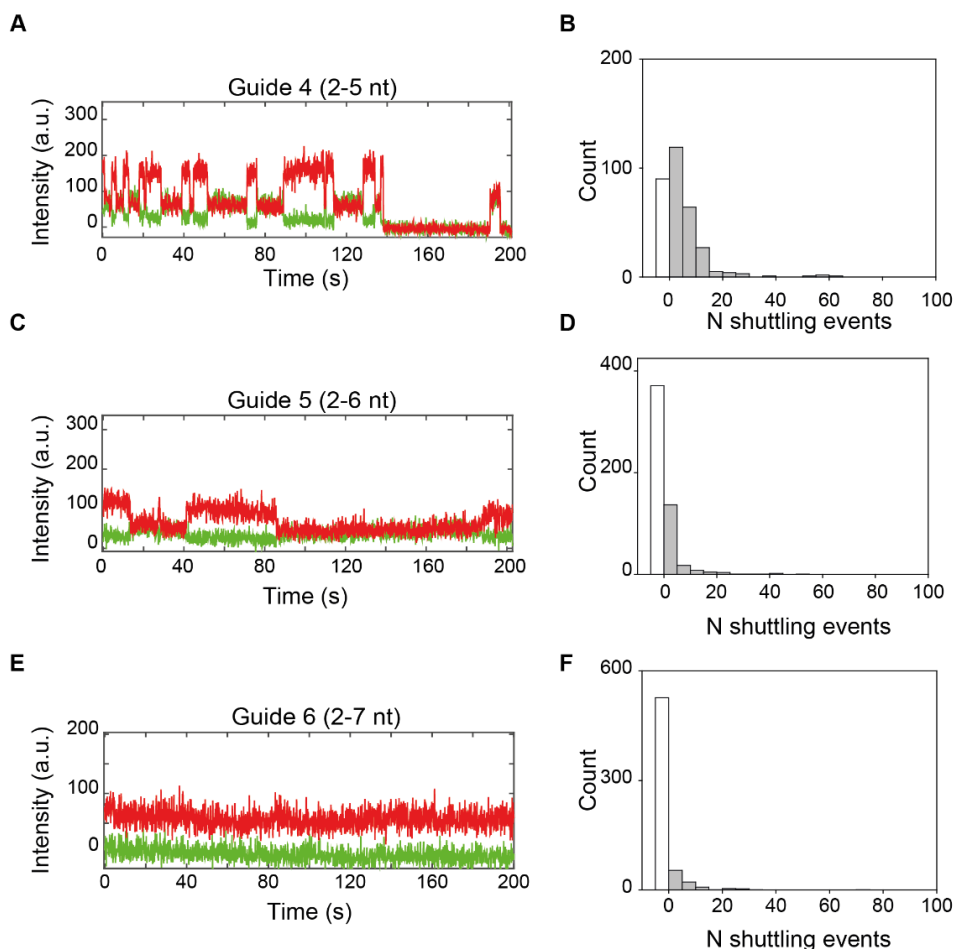 A
Guide 4 (2-5 nt)
300
200
100
0
Intensity (a.u.)
0 40 80 120 160 200
Time (s)
B
200
100
0
Count
0 20 40 60 80 100
N shuttling events
C
Guide 5 (2-6 nt)
300
200
100
0
Intensity (a.u.)
0 40 80 120 160 200
Time (s)
D
400
200
0
Count
0 20 40 60 80 100
N shuttling events
E
Guide 6 (2-7 nt)
200
100
0
Intensity (a.u.)
0 40 80 120 160 200
Time (s)
F
600
300
0
Count
0 20 40 60 80 100
N shuttling events